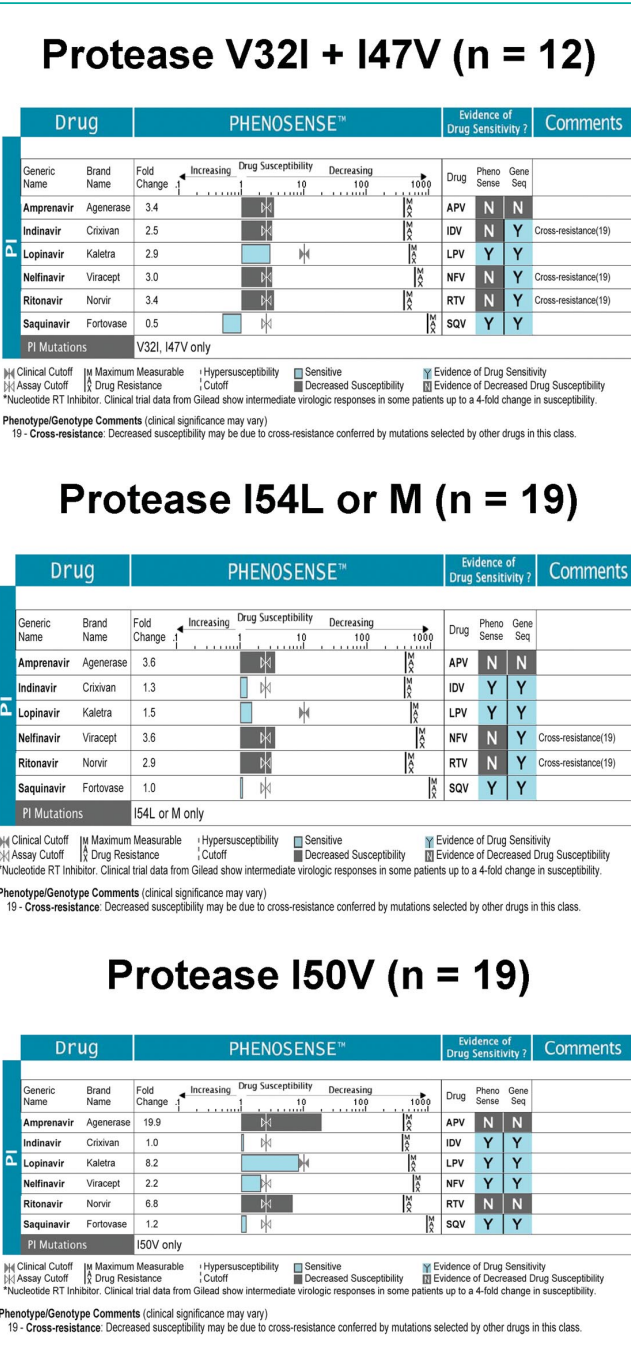 Protease V32I + I47V (n = 12)
Drug PHENOSENSE™ Evidence of Drug Sensitivity ? Comments
PI
Generic Name Brand Name Fold Change Increasing Drug Susceptibility Decreasing Drug Pheno Sense Gene Seq
.1 1 10 100 1000
Amprenavir Agenerase 3.4 MAX APV N N
Indinavir Crixivan 2.5 MAX IDV N Y Cross-resistance(19)
Lopinavir Kaletra 2.9 MAX LPV Y Y
Nelfinavir Viracept 3.0 MAX NFV N Y Cross-resistance(19)
Ritonavir Norvir 3.4 MAX RTV N Y Cross-resistance(19)
Saquinavir Fortovase 0.5 MAX SQV Y Y
PI Mutations V32I, I47V only
Clinical Cutoff MAX Maximum Measurable Hypersusceptibility Sensitive Y Evidence of Drug Sensitivity
Assay Cutoff Drug Resistance Cutoff Decreased Susceptibility N Evidence of Decreased Drug Susceptibility
*Nucleotide RT Inhibitor. Clinical trial data from Gilead show intermediate virologic responses in some patients up to a 4-fold change in susceptibility.
Phenotype/Genotype Comments (clinical significance may vary)
19 - Cross-resistance: Decreased susceptibility may be due to cross-resistance conferred by mutations selected by other drugs in this class.
Protease I54L or M (n = 19)
Drug PHENOSENSE™ Evidence of Drug Sensitivity ? Comments
PI
Generic Name Brand Name Fold Change Increasing Drug Susceptibility Decreasing Drug Pheno Sense Gene Seq
.1 1 10 100 1000
Amprenavir Agenerase 3.6 MAX APV N N
Indinavir Crixivan 1.3 MAX IDV Y Y
Lopinavir Kaletra 1.5 MAX LPV Y Y
Nelfinavir Viracept 3.6 MAX NFV N Y Cross-resistance(19)
Ritonavir Norvir 2.9 MAX RTV N Y Cross-resistance(19)
Saquinavir Fortovase 1.0 MAX SQV Y Y
PI Mutations I54L or M only
Clinical Cutoff MAX Maximum Measurable Hypersusceptibility Sensitive Y Evidence of Drug Sensitivity
Assay Cutoff Drug Resistance Cutoff Decreased Susceptibility N Evidence of Decreased Drug Susceptibility
*Nucleotide RT Inhibitor. Clinical trial data from Gilead show intermediate virologic responses in some patients up to a 4-fold change in susceptibility.
Phenotype/Genotype Comments (clinical significance may vary)
19 - Cross-resistance: Decreased susceptibility may be due to cross-resistance conferred by mutations selected by other drugs in this class.
Protease I50V (n = 19)
Drug PHENOSENSE™ Evidence of Drug Sensitivity ? Comments
PI
Generic Name Brand Name Fold Change Increasing Drug Susceptibility Decreasing Drug Pheno Sense Gene Seq
.1 1 10 100 1000
Amprenavir Agenerase 19.9 MAX APV N N
Indinavir Crixivan 1.0 MAX IDV Y Y
Lopinavir Kaletra 8.2 MAX LPV Y Y
Nelfinavir Viracept 2.2 MAX NFV Y Y
Ritonavir Norvir 6.8 MAX RTV N N
Saquinavir Fortovase 1.2 MAX SQV Y Y
PI Mutations I50V only
Clinical Cutoff MAX Maximum Measurable Hypersusceptibility Sensitive Y Evidence of Drug Sensitivity
Assay Cutoff Drug Resistance Cutoff Decreased Susceptibility N Evidence of Decreased Drug Susceptibility
*Nucleotide RT Inhibitor. Clinical trial data from Gilead show intermediate virologic responses in some patients up to a 4-fold change in susceptibility.
Phenotype/Genotype Comments (clinical significance may vary)
19 - Cross-resistance: Decreased susceptibility may be due to cross-resistance conferred by mutations selected by other drugs in this class.